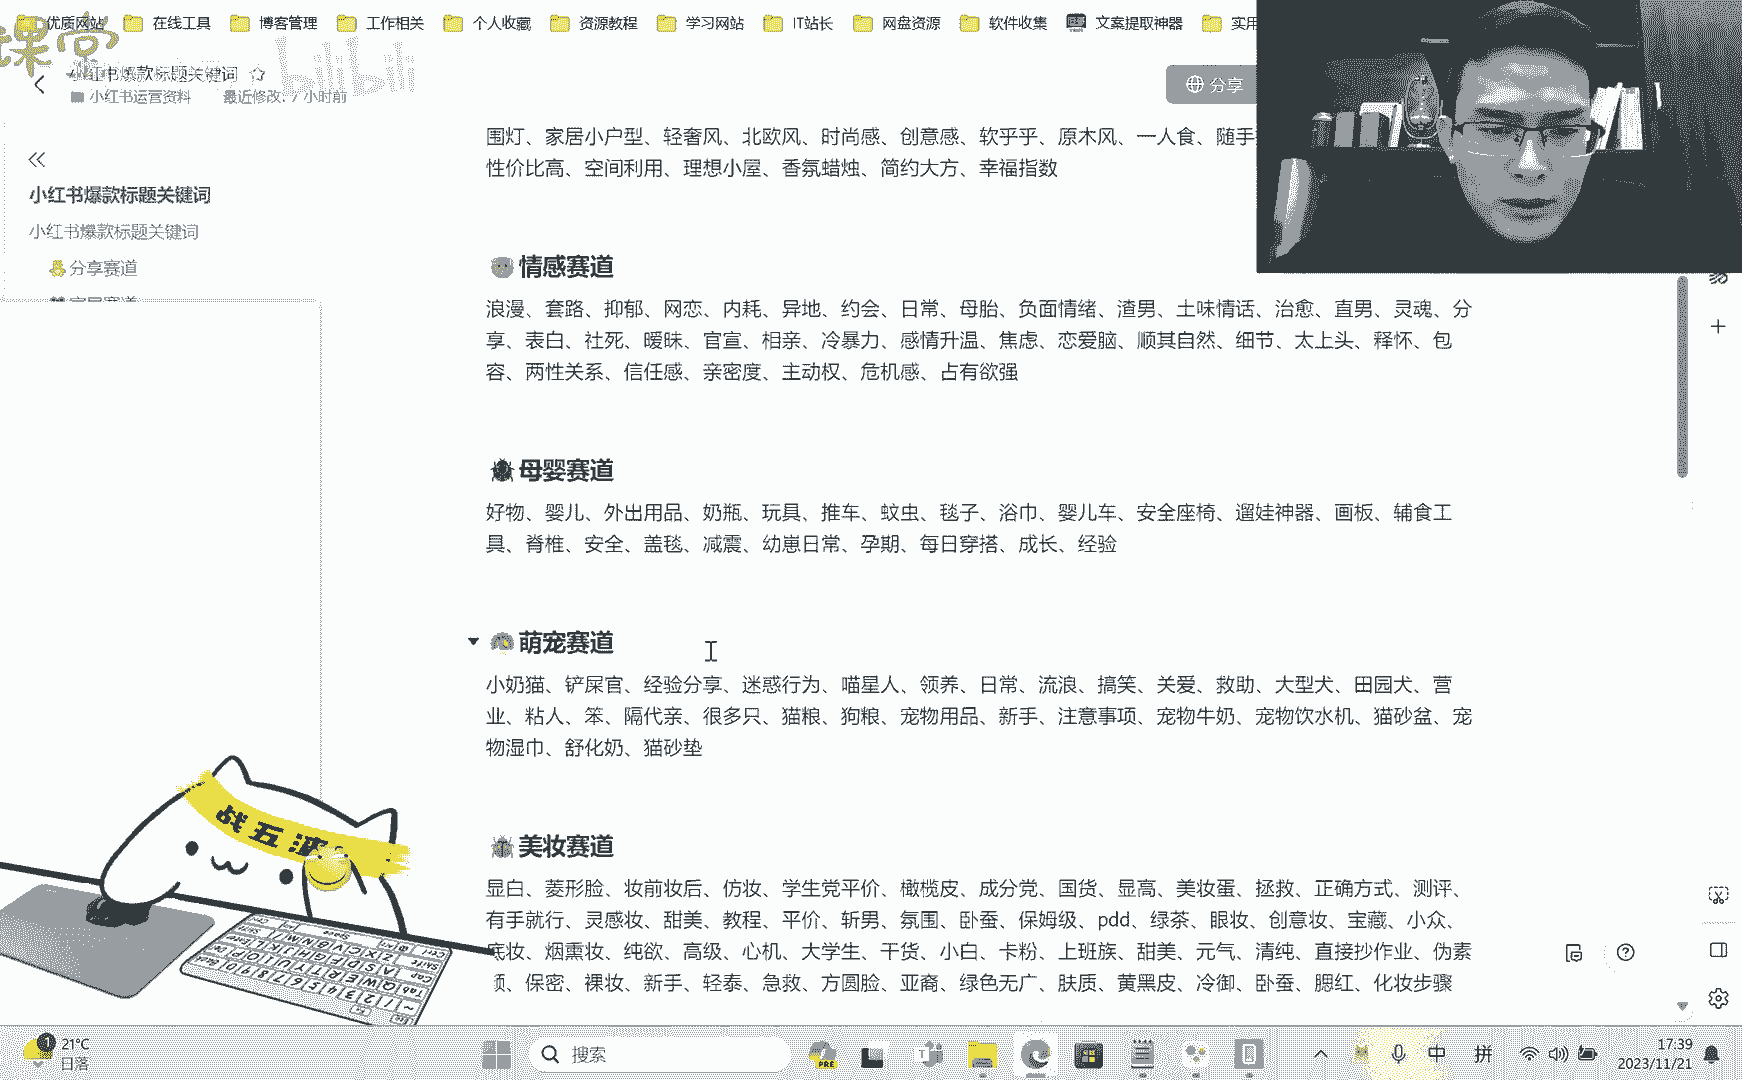 优质网站 在线工具 博客管理 工作相关 个人收藏 资源教程 学习网站 IT站长 网盘资源 软件收集 文案提取神器 实用
课堂
bilibili
小红书爆款标题关键词
小红书运营资料 最近修改: 7 小时前
分享
围灯、家居小户型、轻奢风、北欧风、时尚感、创意感、软乎乎、原木风、一人食、随手
性价比高、空间利用、理想小屋、香氛蜡烛、简约大方、幸福指数
小红书爆款标题关键词
小红书爆款标题关键词
分享赛道
家居赛道
情感赛道
浪漫、套路、抑郁、网恋、内耗、异地、约会、日常、母胎、负面情绪、渣男、土味情话、治愈、直男、灵魂、分
享、表白、社死、暧昧、官宣、相亲、冷暴力、感情升温、焦虑、恋爱脑、顺其自然、细节、太上头、释怀、包
容、两性关系、信任感、亲密度、主动权、危机感、占有欲强
母婴赛道
好物、婴儿、外出用品、奶瓶、玩具、推车、蚊虫、毯子、浴巾、婴儿车、安全座椅、遛娃神器、画板、辅食工
具、脊椎、安全、盖毯、减震、幼崽日常、孕期、每日穿搭、成长、经验
萌宠赛道
小奶猫、铲屎官、经验分享、迷惑行为、喵星人、领养、日常、流浪、搞笑、关爱、救助、大型犬、田园犬、营
业、粘人、笨、隔代亲、很多只、猫粮、狗粮、宠物用品、新手、注意事项、宠物牛奶、宠物饮水机、猫砂盆、宠
物湿巾、舒化奶、猫砂垫
美妆赛道
显白、菱形脸、妆前妆后、仿妆、学生党平价、橄榄皮、成分党、国货、显高、美妆蛋、拯救、正确方式、测评、
有手就行、灵感妆、甜美、教程、平价、斩男、氛围、卧蚕、保姆级、pdd、绿茶、眼妆、创意妆、宝藏、小众、
底妆、烟熏妆、纯欲、高级、心机、大学生、干货、小白、卡粉、上班族、甜美、元气、清纯、直接抄作业、伪素
颜、保密、裸妆、新手、轻泰、急救、方圆脸、亚裔、绿色无广、肤质、黄黑皮、冷御、卧蚕、腮红、化妆步骤
战五渣
1
21°C
日落
搜索
PRE
中 拼
17:39
2023/11/21